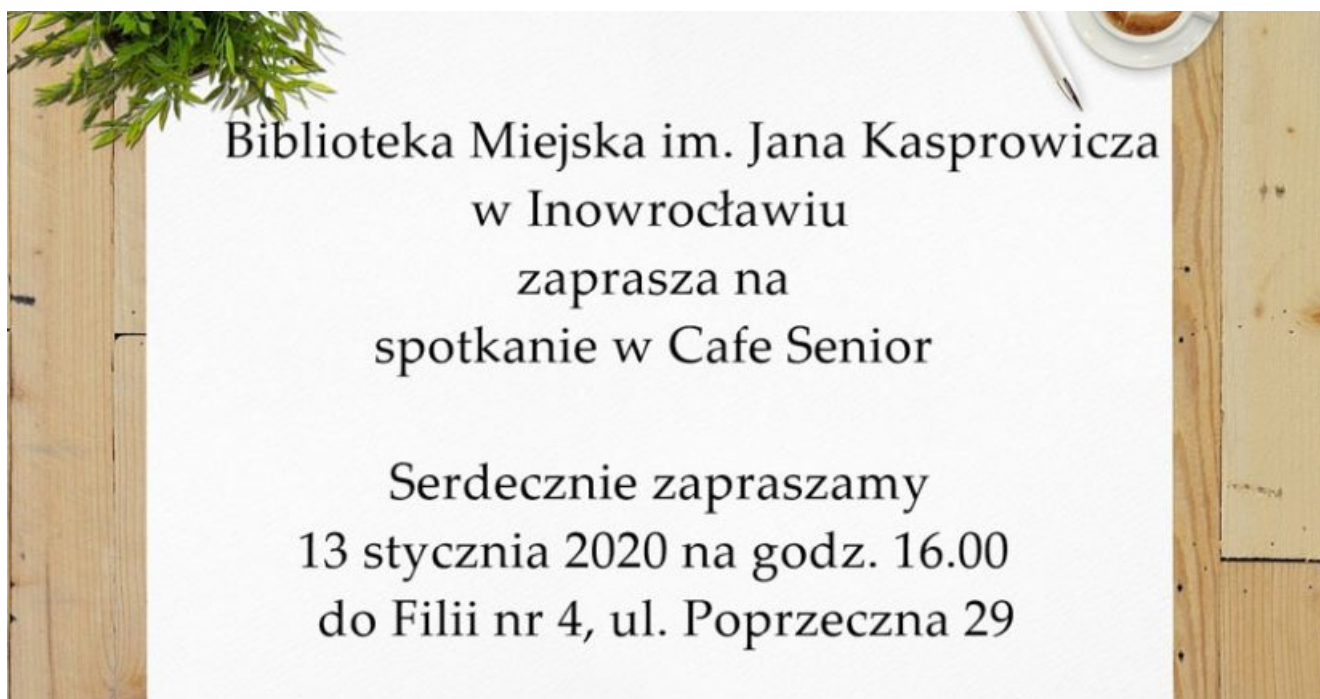 Biblioteka Miejska im. Jana Kasprowicza
w Inowrocławiu
zaprasza na
spotkanie w Cafe Senior
Serdecznie zapraszamy
13 stycznia 2020 na godz. 16.00
do Filii nr 4, ul. Poprzeczna 29